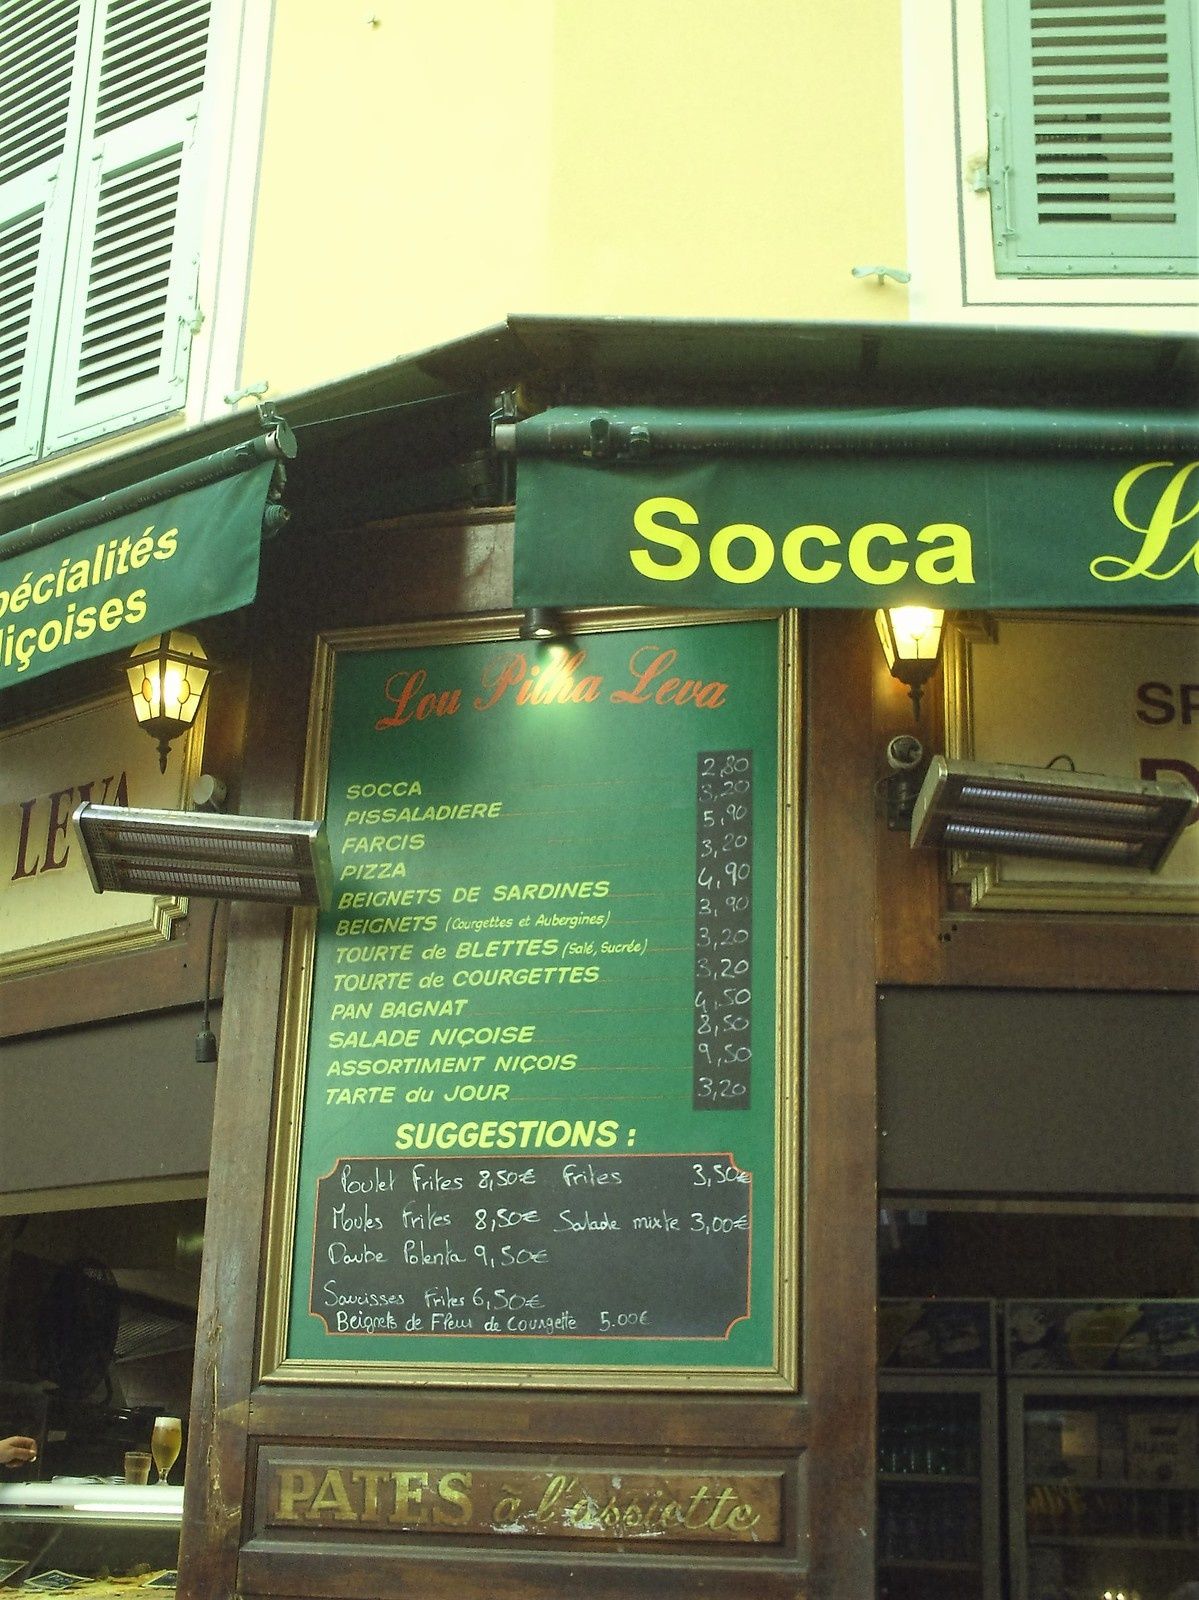 pécialités
içoises
Socca
LEVA
SP
D
Lou Pilha Leva
SOCCA 2,80
PISSALADIERE 3,20
FARCIS 5,90
PIZZA 3,20
BEIGNETS DE SARDINES 4,90
BEIGNETS (Courgettes et Aubergines) 3,90
TOURTE de BLETTES (Salé, Sucrée) 3,20
TOURTE de COURGETTES 3,20
PAN BAGNAT 4,50
SALADE NIÇOISE 8,50
ASSORTIMENT NIÇOIS 9,50
TARTE du JOUR 3,20
SUGGESTIONS :
Poulet Frites 8,50€ Frites 3,50€
Moules Frites 8,50€ Salade mixte 3,00€
Daube Polenta 9,50€
Saucisses Frites 6,50€
Beignets de Fleur de Courgette 5.00€
PATES à l'assiette